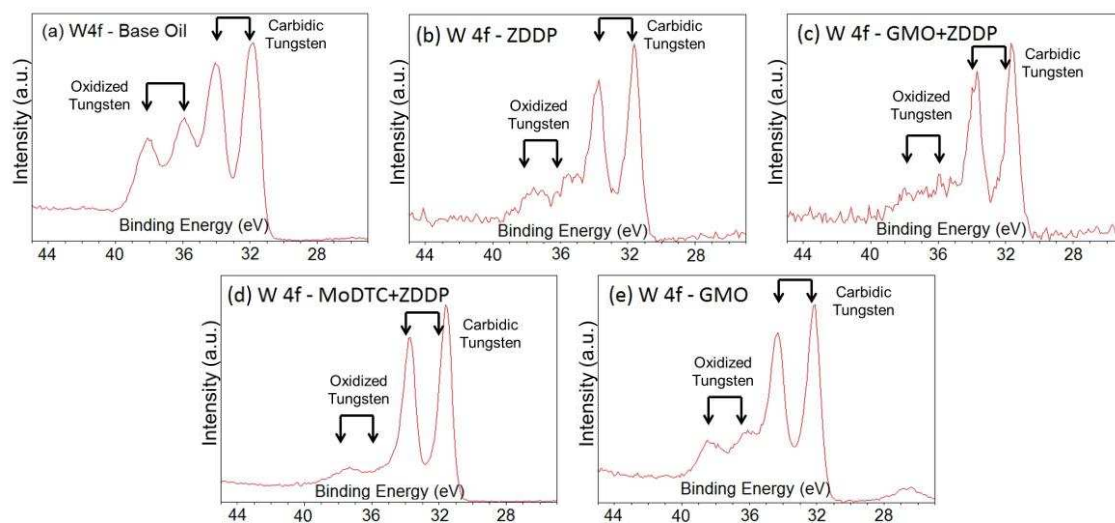 (a) W4f - Base Oil
Carbidic
Tungsten
Oxidized
Tungsten
Intensity (a.u.)
Binding Energy (eV)
44 40 36 32 28
(b) W 4f - ZDDP
Carbidic
Tungsten
Oxidized
Tungsten
Intensity (a.u.)
Binding Energy (eV)
44 40 36 32 28
(c) W 4f - GMO+ZDDP
Carbidic
Tungsten
Oxidized
Tungsten
Intensity (a.u.)
Binding Energy (eV)
44 40 36 32 28
(d) W 4f - MoDTC+ZDDP
Carbidic
Tungsten
Oxidized
Tungsten
Intensity (a.u.)
Binding Energy (eV)
44 40 36 32 28
(e) W 4f - GMO
Carbidic
Tungsten
Oxidized
Tungsten
Intensity (a.u.)
Binding Energy (eV)
44 40 36 32 28